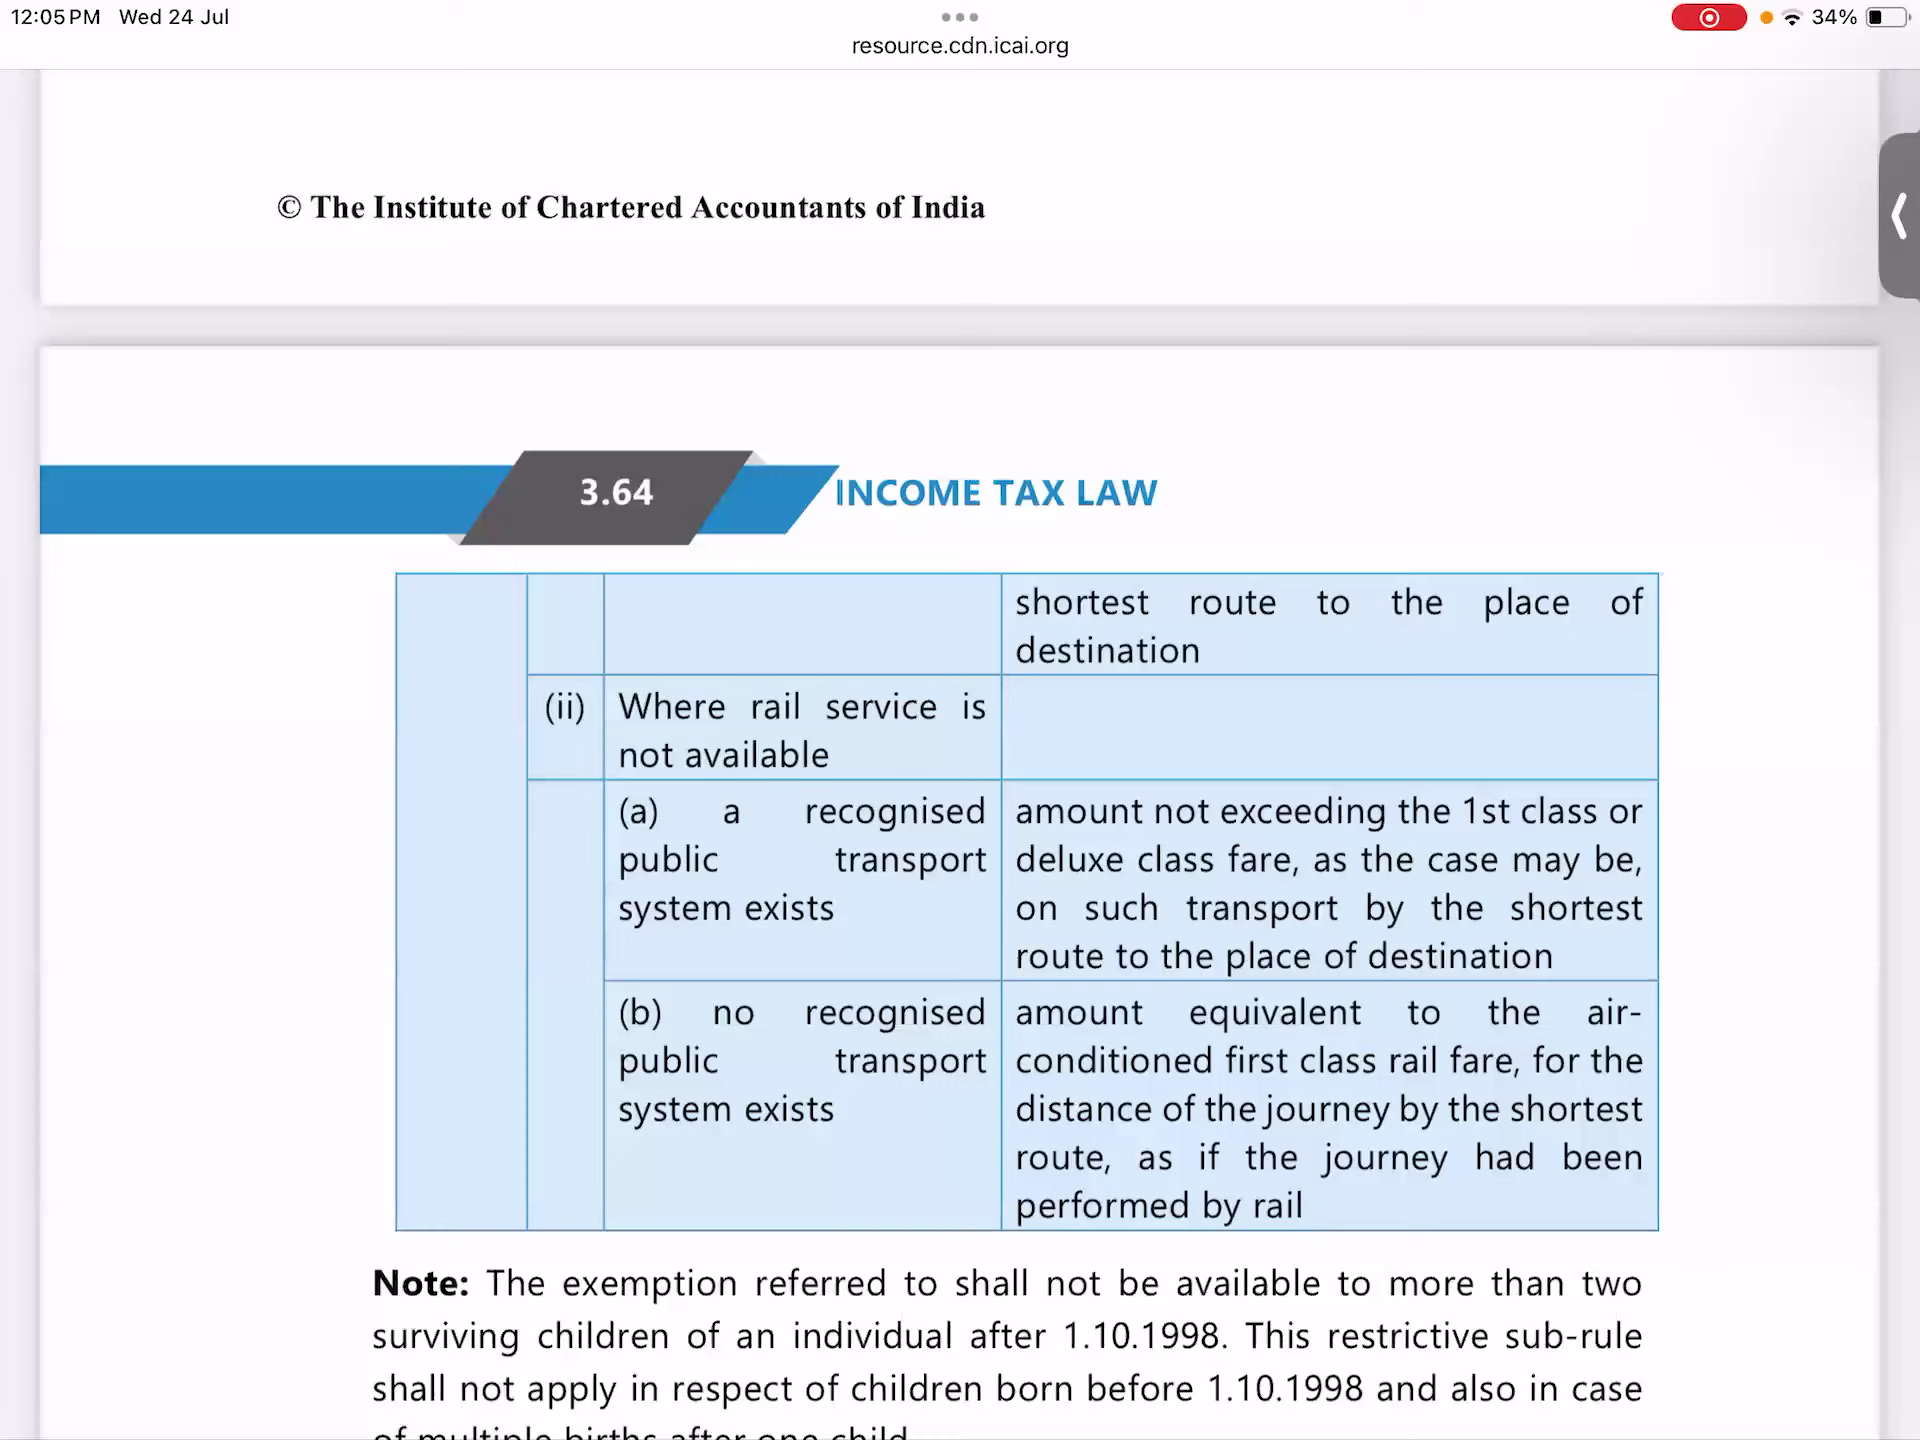 12:05 PM Wed 24 Jul
34%
resource.cdn.icai.org
© The Institute of Chartered Accountants of India
3.64
INCOME TAX LAW
shortest route to the place of
destination
(ii) Where rail service is
not available
(a) a recognised
public transport
system exists
amount not exceeding the 1st class or
deluxe class fare, as the case may be,
on such transport by the shortest
route to the place of destination
(b) no recognised
public transport
system exists
amount equivalent to the air-
conditioned first class rail fare, for the
distance of the journey by the shortest
route, as if the journey had been
performed by rail
Note: The exemption referred to shall not be available to more than two
surviving children of an individual after 1.10.1998. This restrictive sub-rule
shall not apply in respect of children born before 1.10.1998 and also in case
of multiple births after one child